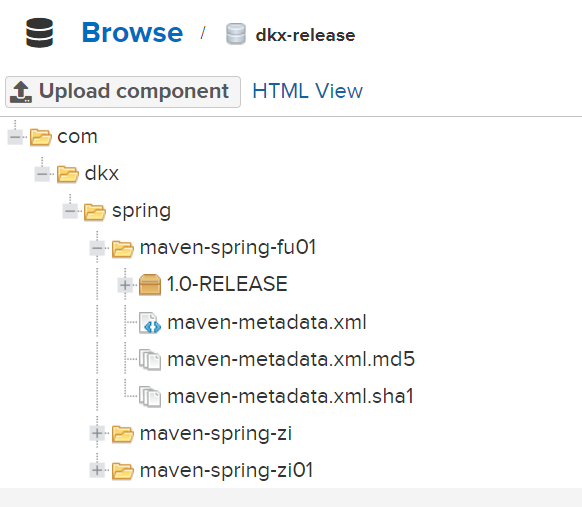 Browse / dkx-release
Upload component HTML View
com
dkx
spring
maven-spring-fu01
1.0-RELEASE
maven-metadata.xml
maven-metadata.xml.md5
maven-metadata.xml.sha1
maven-spring-zi
maven-spring-zi01